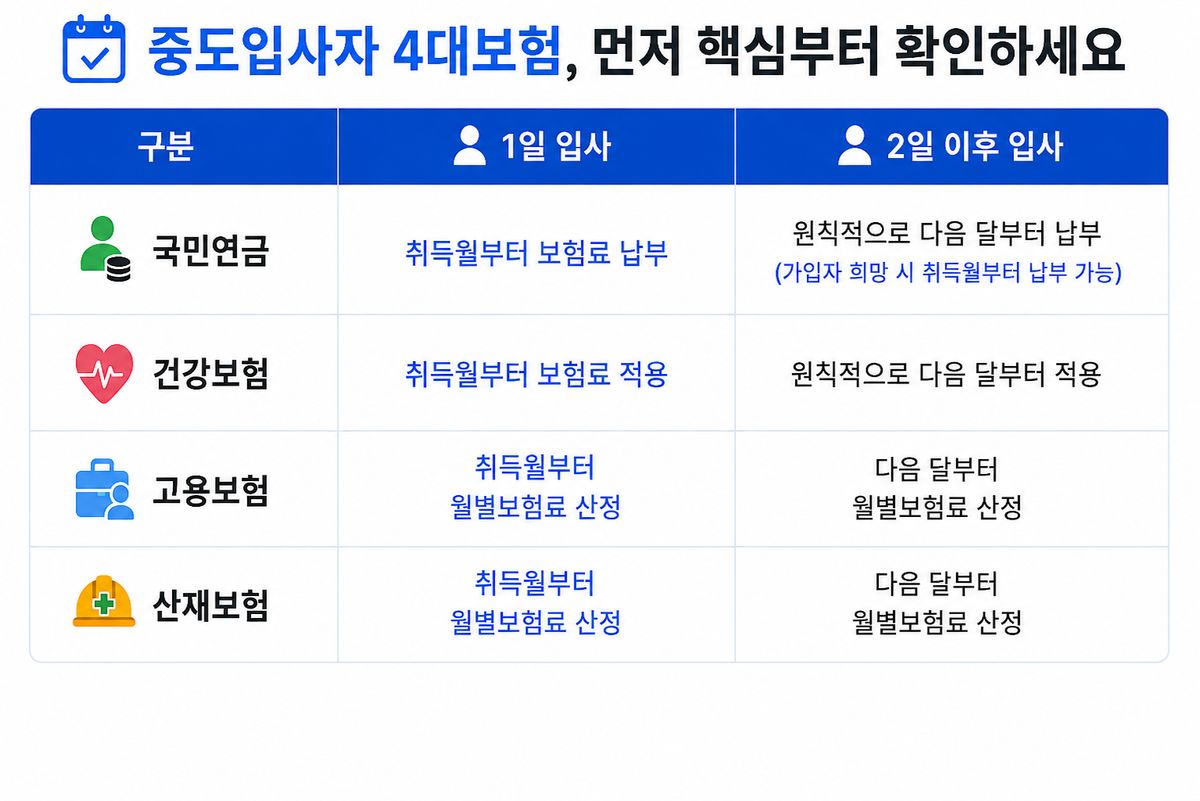 중도입사자 4대보험, 먼저 핵심부터 확인하세요
구분
1일 입사
2일 이후 입사
국민연금
취득월부터 보험료 납부
원칙적으로 다음 달부터 납부
(가입자 희망 시 취득월부터 납부 가능)
건강보험
취득월부터 보험료 적용
원칙적으로 다음 달부터 적용
고용보험
취득월부터
월별보험료 산정
다음 달부터
월별보험료 산정
산재보험
취득월부터
월별보험료 산정
다음 달부터
월별보험료 산정